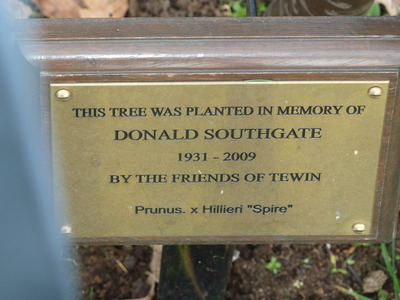 THIS TREE WAS PLANTED IN MEMORY OF
DONALD SOUTHGATE
1931 - 2009
BY THE FRIENDS OF TEWIN
Prunus. x Hillieri "Spire"